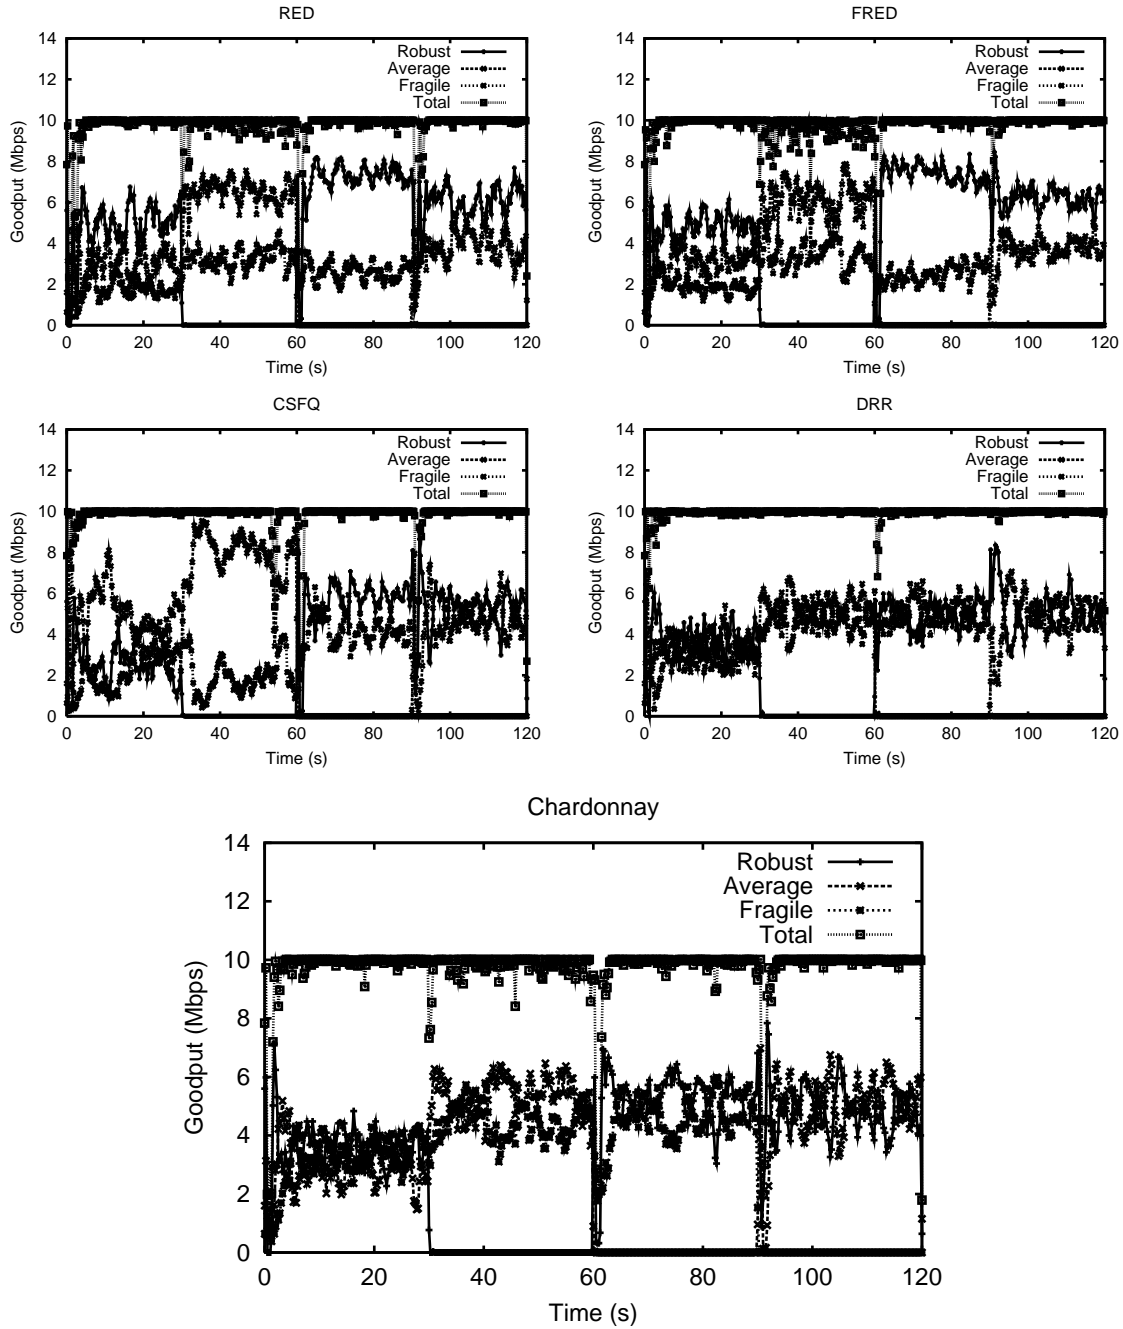 RED
14
12
10
8
6
4
2
0
Goodput (Mbps)
Robust
Average
Fragile
Total
0 20 40 60 80 100 120
Time (s)
FRED
14
12
10
8
6
4
2
0
Goodput (Mbps)
Robust
Average
Fragile
Total
0 20 40 60 80 100 120
Time (s)
CSFQ
14
12
10
8
6
4
2
0
Goodput (Mbps)
Robust
Average
Fragile
Total
0 20 40 60 80 100 120
Time (s)
DRR
14
12
10
8
6
4
2
0
Goodput (Mbps)
Robust
Average
Fragile
Total
0 20 40 60 80 100 120
Time (s)
Chardonnay
14
12
10
8
6
4
2
0
Goodput (Mbps)
Robust
Average
Fragile
Total
0 20 40 60 80 100 120
Time (s)